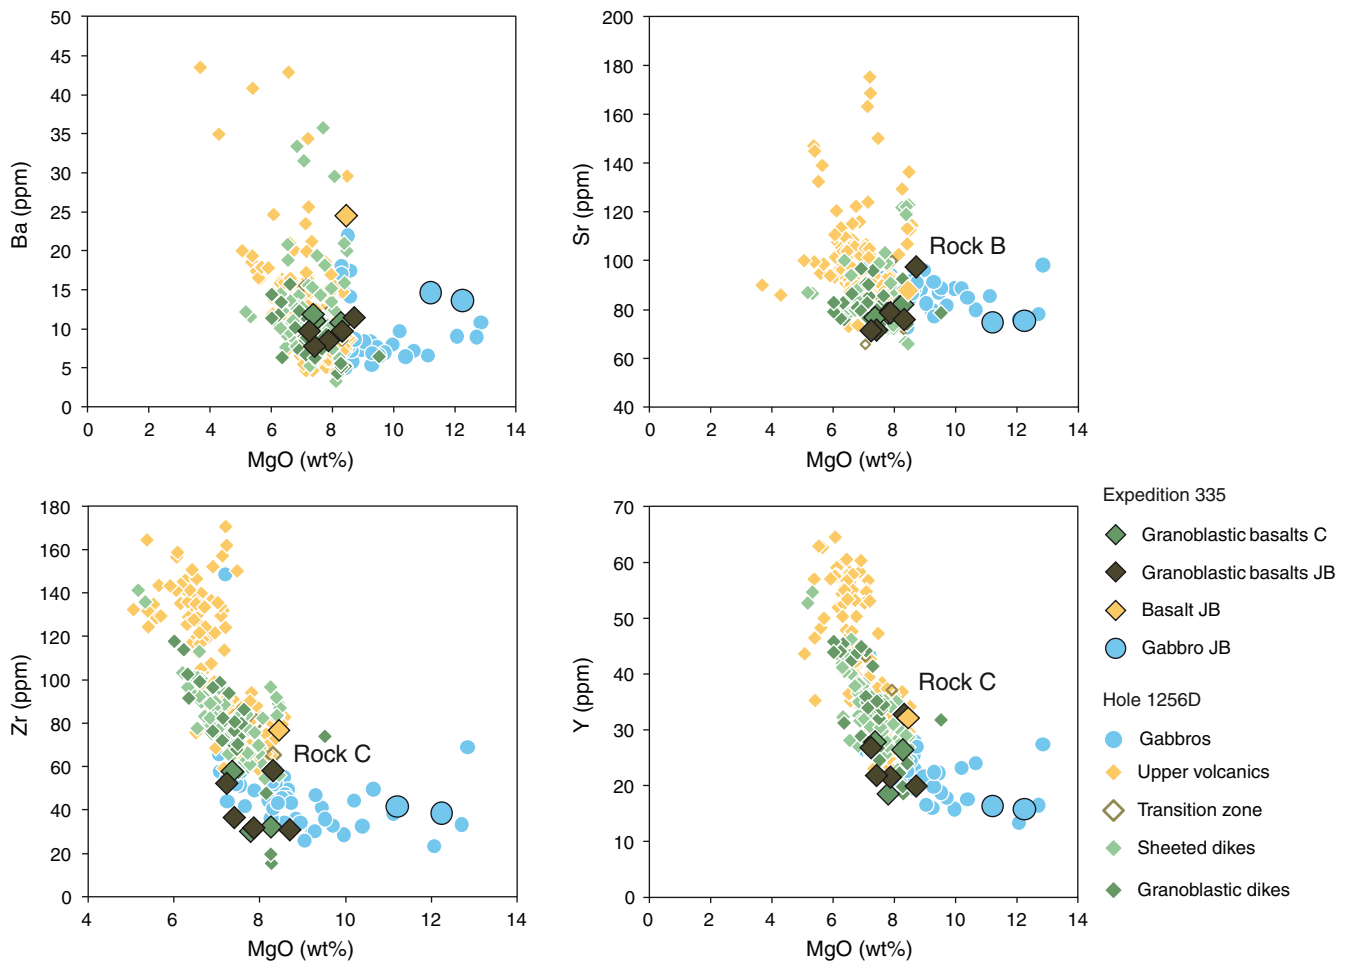 50
45
40
35
30
25
20
15
10
5
0
Ba (ppm)
0 2 4 6 8 10 12 14
MgO (wt%)
200
180
160
140
120
100
80
60
40
Sr (ppm)
Rock B
0 2 4 6 8 10 12 14
MgO (wt%)
180
160
140
120
100
80
60
40
20
0
Zr (ppm)
Rock C
4 6 8 10 12 14
MgO (wt%)
70
60
50
40
30
20
10
0
Y (ppm)
Rock C
0 2 4 6 8 10 12 14
MgO (wt%)
Expedition 335
Granoblastic basalts C
Granoblastic basalts JB
Basalt JB
Gabbro JB
Hole 1256D
Gabbros
Upper volcanics
Transition zone
Sheeted dikes
Granoblastic dikes